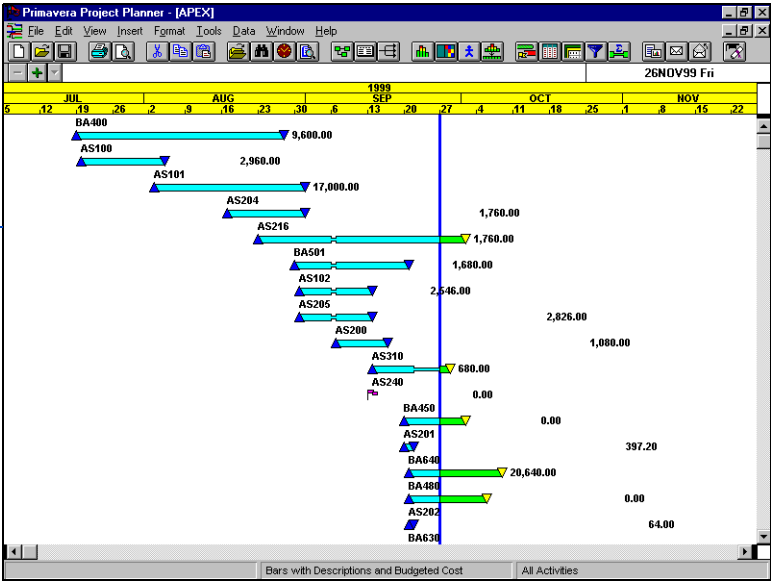 Primavera Project Planner - [APEX]
File Edit View Insert Format Tools Data Window Help
26NOV99 Fri
1999
JUL AUG SEP OCT NOV
5 12 19 26 2 9 16 23 30 6 13 20 27 4 11 18 25 1 8 15 22
BA400
9,600.00
AS100
2,960.00
AS101
17,000.00
AS204
1,760.00
AS216
1,760.00
BA501
1,680.00
AS102
2,546.00
AS205
2,826.00
AS200
1,080.00
AS310
680.00
AS240
0.00
BA450
0.00
AS201
397.20
BA640
20,640.00
BA480
0.00
AS202
64.00
BA630
Bars with Descriptions and Budgeted Cost All Activities